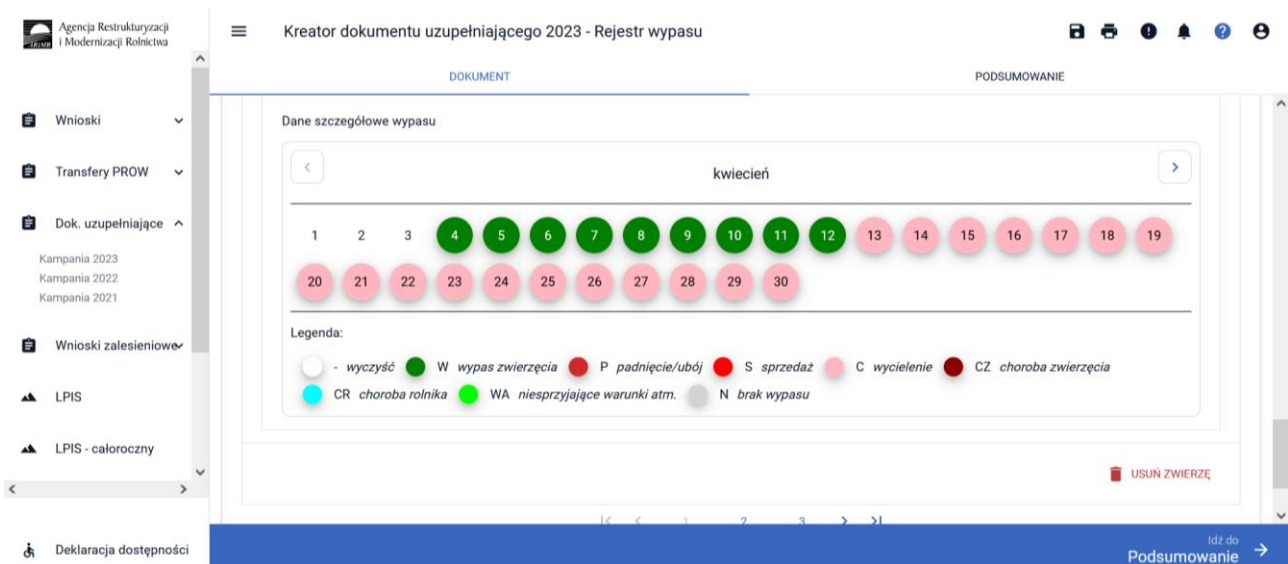 Agencja Restrukturyzacji
i Modernizacji Rolnictwa
ARiMR
Kreator dokumentu uzupełniającego 2023 - Rejestr wypasu
DOKUMENT
PODSUMOWANIE
Wnioski
Transfery PROW
Dok. uzupełniające
Kampania 2023
Kampania 2022
Kampania 2021
Wnioski zalesieniowe
LPIS
LPIS - całoroczny
Deklaracja dostępności
Dane szczegółowe wypasu
kwiecień
1 2 3 4 5 6 7 8 9 10 11 12 13 14 15 16 17 18 19
20 21 22 23 24 25 26 27 28 29 30
Legenda:
- wyczyść W wypas zwierzęcia P padnięcie/ubój S sprzedaż C wycielenie CZ choroba zwierzęcia
CR choroba rolnika WA niesprzyjające warunki atm. N brak wypasu
USUŃ ZWIERZĘ
1 2 3
Idź do
Podsumowanie